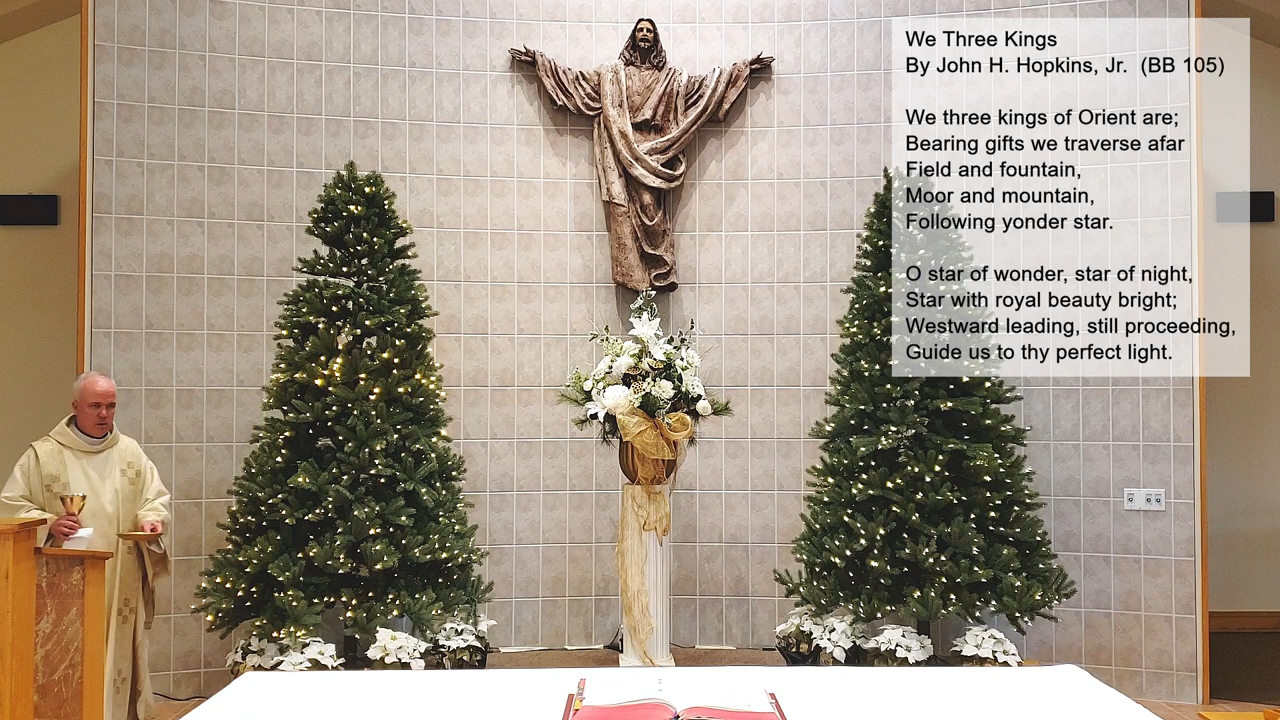 We Three Kings
By John H. Hopkins, Jr.  (BB 105)

We three kings of Orient are;
Bearing gifts we traverse afar
Field and fountain,
Moor and mountain,
Following yonder star.

O star of wonder, star of night,
Star with royal beauty bright;
Westward leading, still proceeding,
Guide us to thy perfect light.